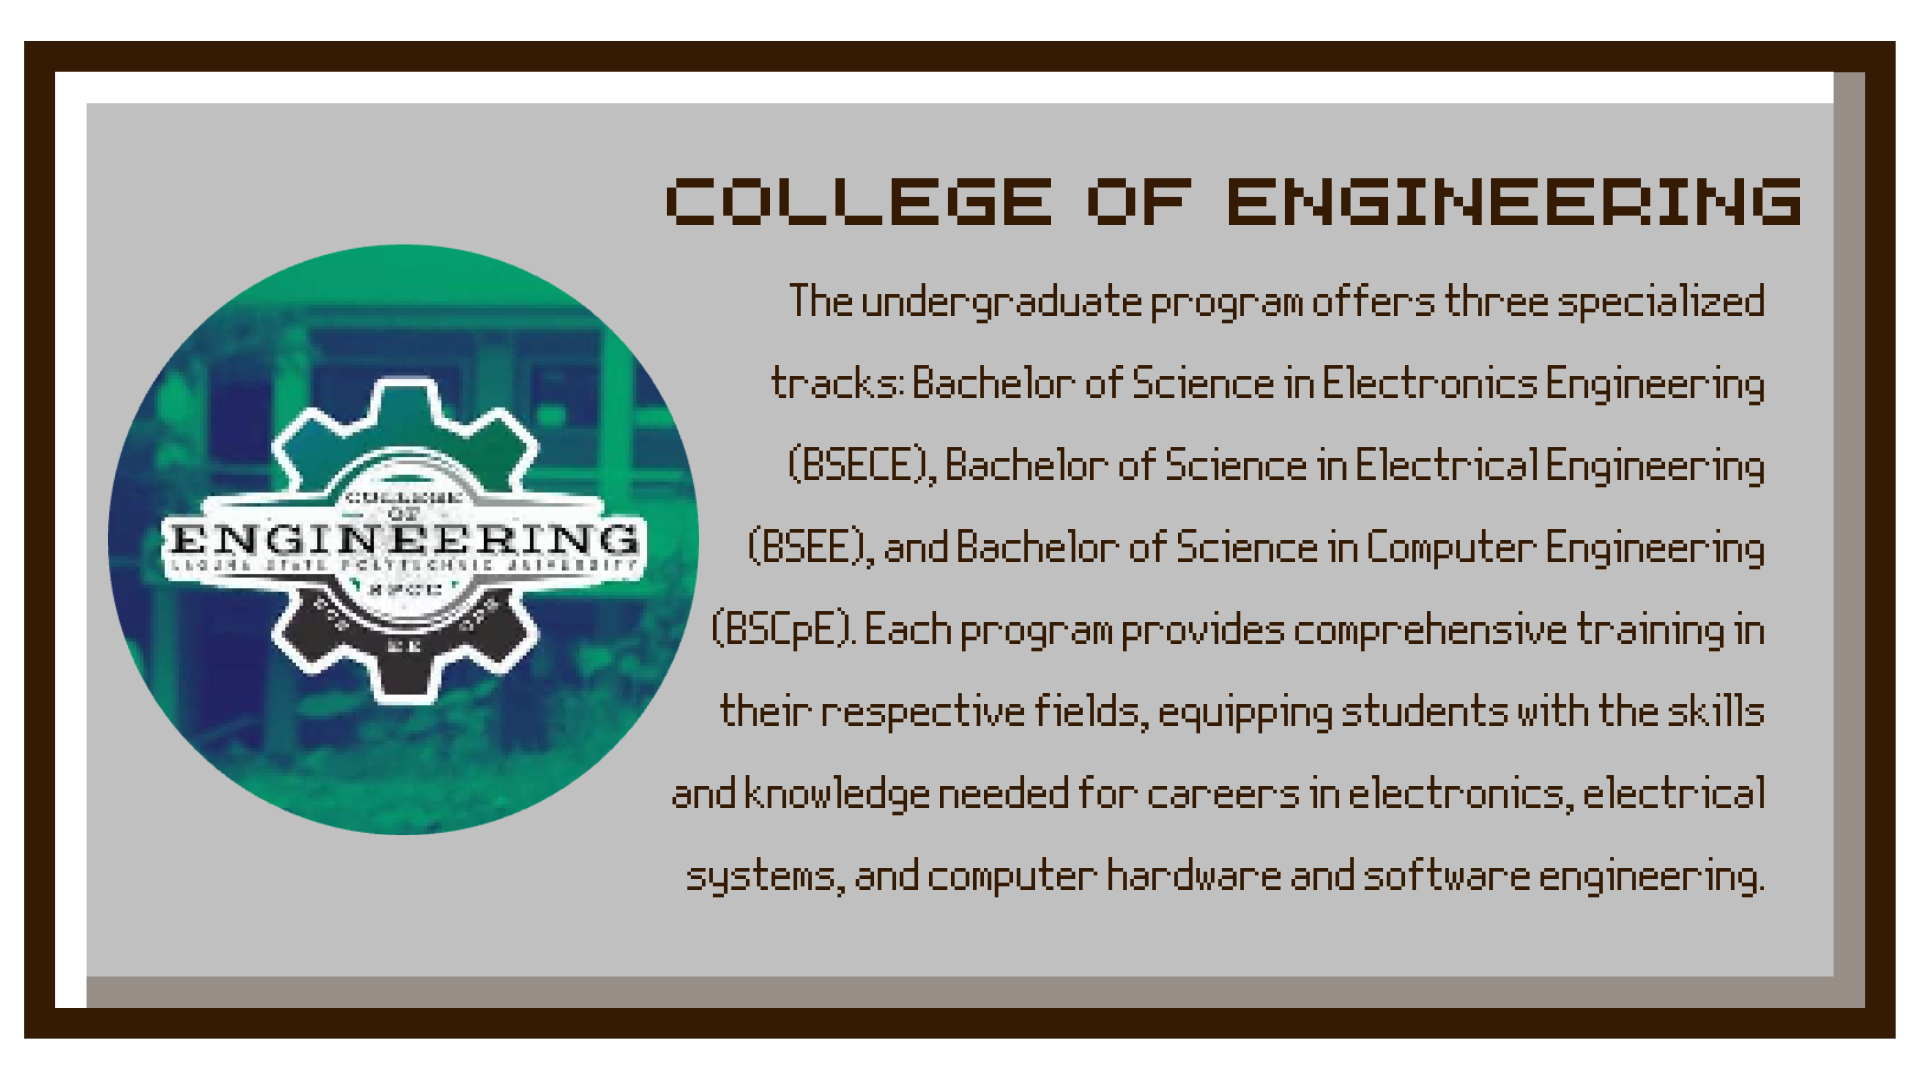 COLLEGE OF ENGINEERING
The undergraduate program offers three specialized
tracks: Bachelor of Science in Electronics Engineering
(BSECE), Bachelor of Science in Electrical Engineering
(BSEE), and Bachelor of Science in Computer Engineering
(BSCpE). Each program provides comprehensive training in
their respective fields, equipping students with the skills
and knowledge needed for careers in electronics, electrical
systems, and computer hardware and software engineering.
COLLEGE
OF
ENGINEERING
LAGUNA STATE POLYTECHNIC UNIVERSITY
SPCC
EE